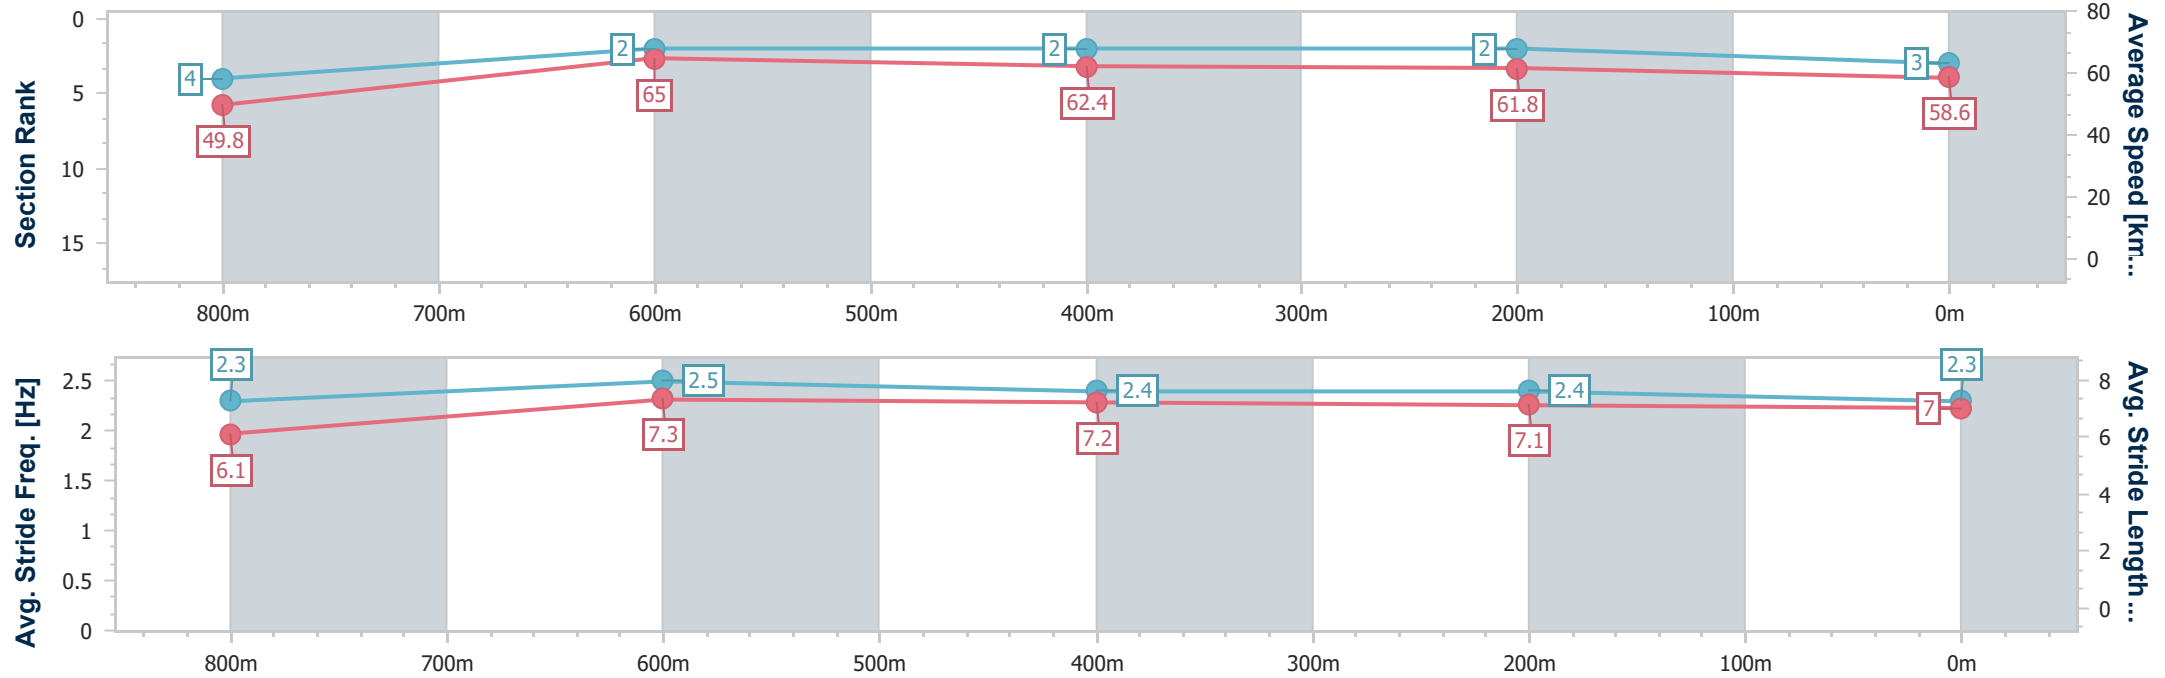 Section Rank
0
5
10
15
4
2
2
2
3
49.8
65
62.4
61.8
58.6
80
60
40
20
0
Average Speed [km...
800m
700m
600m
500m
400m
300m
200m
100m
0m
Avg. Stride Freq. [Hz]
2.5
2
1.5
1
0.5
0
2.3
2.5
2.4
2.4
2.3
6.1
7.3
7.2
7.1
7
8
6
4
2
0
Avg. Stride Length ...
800m
700m
600m
500m
400m
300m
200m
100m
0m